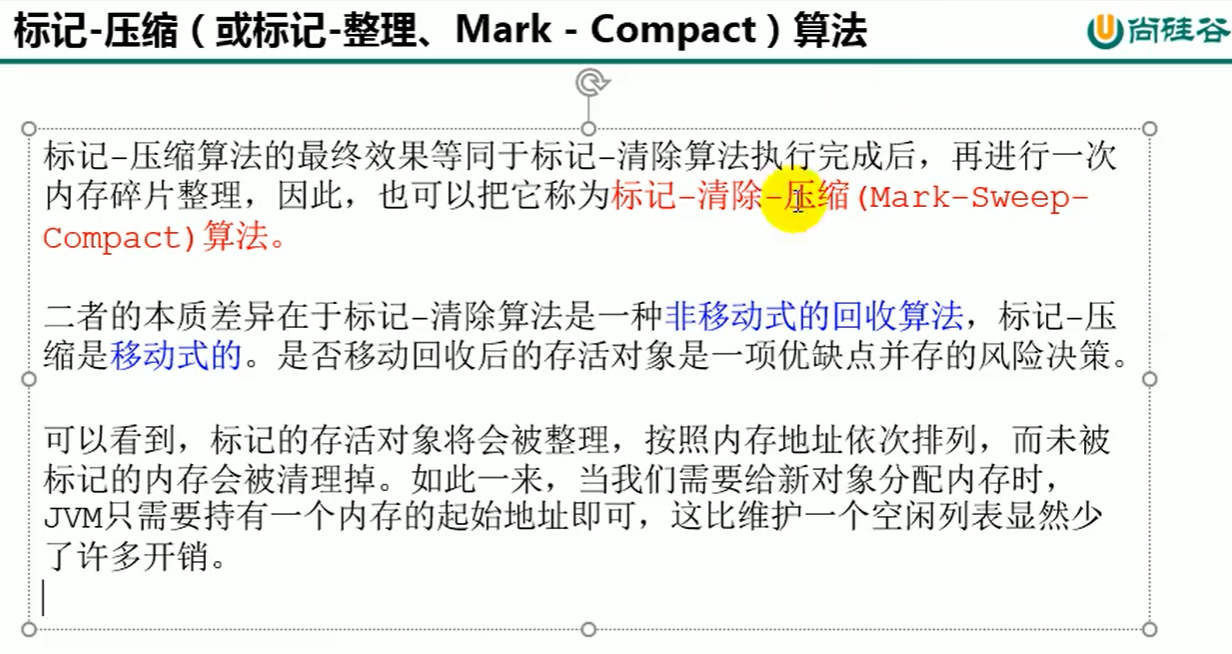 标记-压缩（或标记-整理、Mark - Compact）算法
尚硅谷
标记-压缩算法的最终效果等同于标记-清除算法执行完成后，再进行一次
内存碎片整理，因此，也可以把它称为标记-清除-压缩(Mark-Sweep-
Compact)算法。
二者的本质差异在于标记-清除算法是一种非移动式的回收算法，标记-压
缩是移动式的。是否移动回收后的存活对象是一项优缺点并存的风险决策。
可以看到，标记的存活对象将会被整理，按照内存地址依次排列，而未被
标记的内存会被清理掉。如此一来，当我们需要给新对象分配内存时，
JVM只需要持有一个内存的起始地址即可，这比维护一个空闲列表显然少
了许多开销。